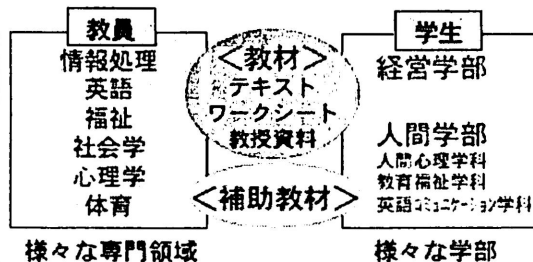 教員
情報処理
英語
福祉
社会学
心理学
体育
様々な専門領域
＜教材＞
テキスト
ワークシート
教授資料
＜補助教材＞
学生
経営学部
人間学部
人間心理学科
教育福祉学科
英語コミュニケーション学科
様々な学部